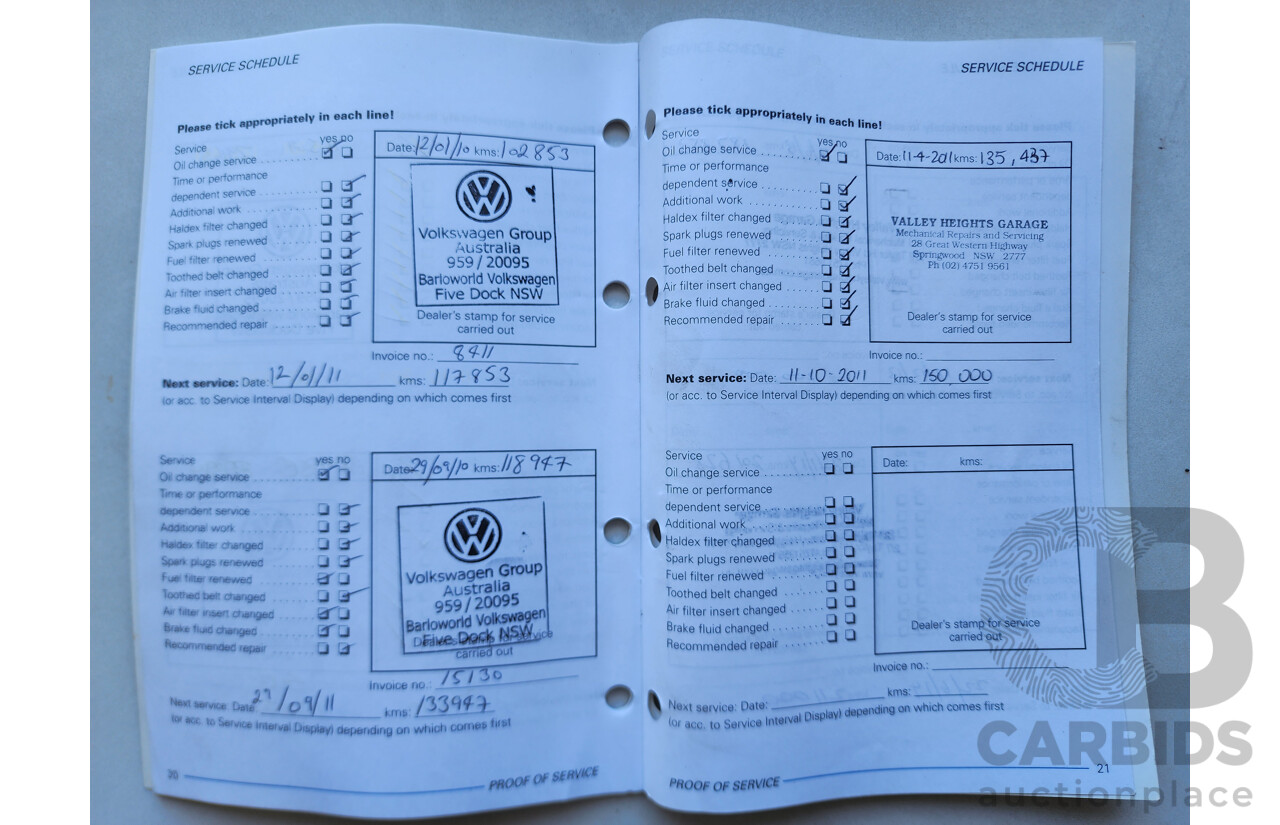 SERVICE SCHEDULE
Please tick appropriately in each line!
Service yes no
Oil change service
Time or performance
dependent service
Additional work
Haldex filter changed
Spark plugs renewed
Fuel filter renewed
Toothed belt changed
Air filter insert changed
Brake fluid changed
Recommended repair
Date: 12/01/10 kms: 102853
Volkswagen Group
Australia
959/20095
Barloworld Volkswagen
Five Dock NSW
Dealer's stamp for service
carried out
Invoice no.: 8411
Next service: Date: 12/01/11 kms: 117853
(or acc. to Service Interval Display) depending on which comes first
Service yes no
Oil change service
Time or performance
dependent service
Additional work
Haldex filter changed
Spark plugs renewed
Fuel filter renewed
Toothed belt changed
Air filter insert changed
Brake fluid changed
Recommended repair
Date: 29/09/10 kms: 118947
Volkswagen Group
Australia
959/20095
Barloworld Volkswagen
Five Dock NSW
Dealer's stamp for service
carried out
Invoice no.: 15130
Next service: Date: 29/09/11 kms: 133947
(or acc. to Service Interval Display) depending on which comes first
20 PROOF OF SERVICE
SERVICE SCHEDULE
Please tick appropriately in each line!
Service yes no
Oil change service
Time or performance
dependent service
Additional work
Haldex filter changed
Spark plugs renewed
Fuel filter renewed
Toothed belt changed
Air filter insert changed
Brake fluid changed
Recommended repair
Date: 11-4-201 kms: 135,437
VALLEY HEIGHTS GARAGE
Mechanical Repairs and Servicing
28 Great Western Highway
Springwood NSW 2777
Ph (02) 4751 9561
Dealer's stamp for service
carried out
Invoice no.:
Next service: Date: 11-10-2011 kms: 150,000
(or acc. to Service Interval Display) depending on which comes first
Service yes no
Oil change service
Time or performance
dependent service
Additional work
Haldex filter changed
Spark plugs renewed
Fuel filter renewed
Toothed belt changed
Air filter insert changed
Brake fluid changed
Recommended repair
Date: kms:
Dealer's stamp for service
carried out
Invoice no.:
Next service: Date: kms:
(or acc. to Service Interval Display) depending on which comes first
PROOF OF SERVICE 21
CB
CARBIDS
auctionplace